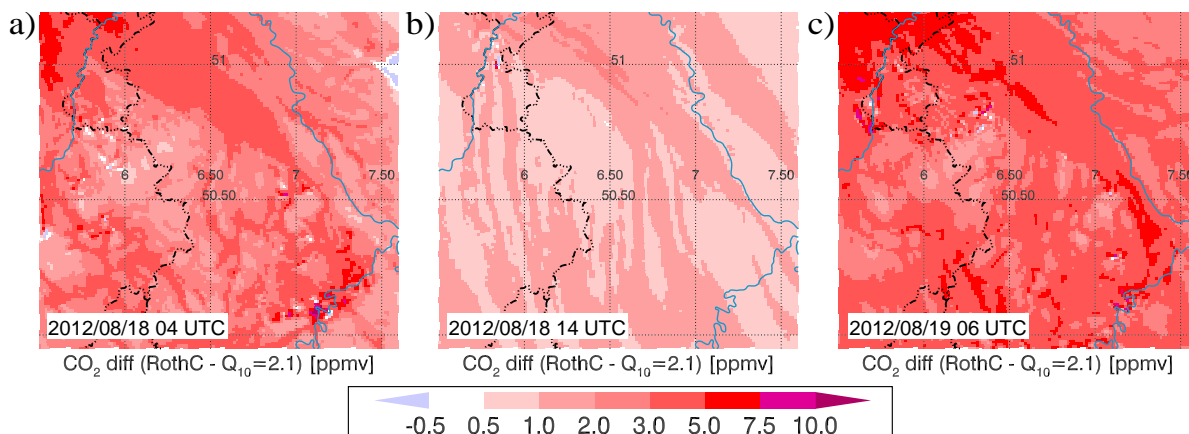 a) b) c)
51 51 51
6 6.50 7 7.50 6 6.50 7 7.50 6 6.50 7 7.50
50.50 50.50 50.50
2012/08/18 04 UTC 2012/08/18 14 UTC 2012/08/19 06 UTC
CO₂ diff (RothC - Q₁₀=2.1) [ppmv] CO₂ diff (RothC - Q₁₀=2.1) [ppmv] CO₂ diff (RothC - Q₁₀=2.1) [ppmv]
-0.5 0.5 1.0 2.0 3.0 5.0 7.5 10.0